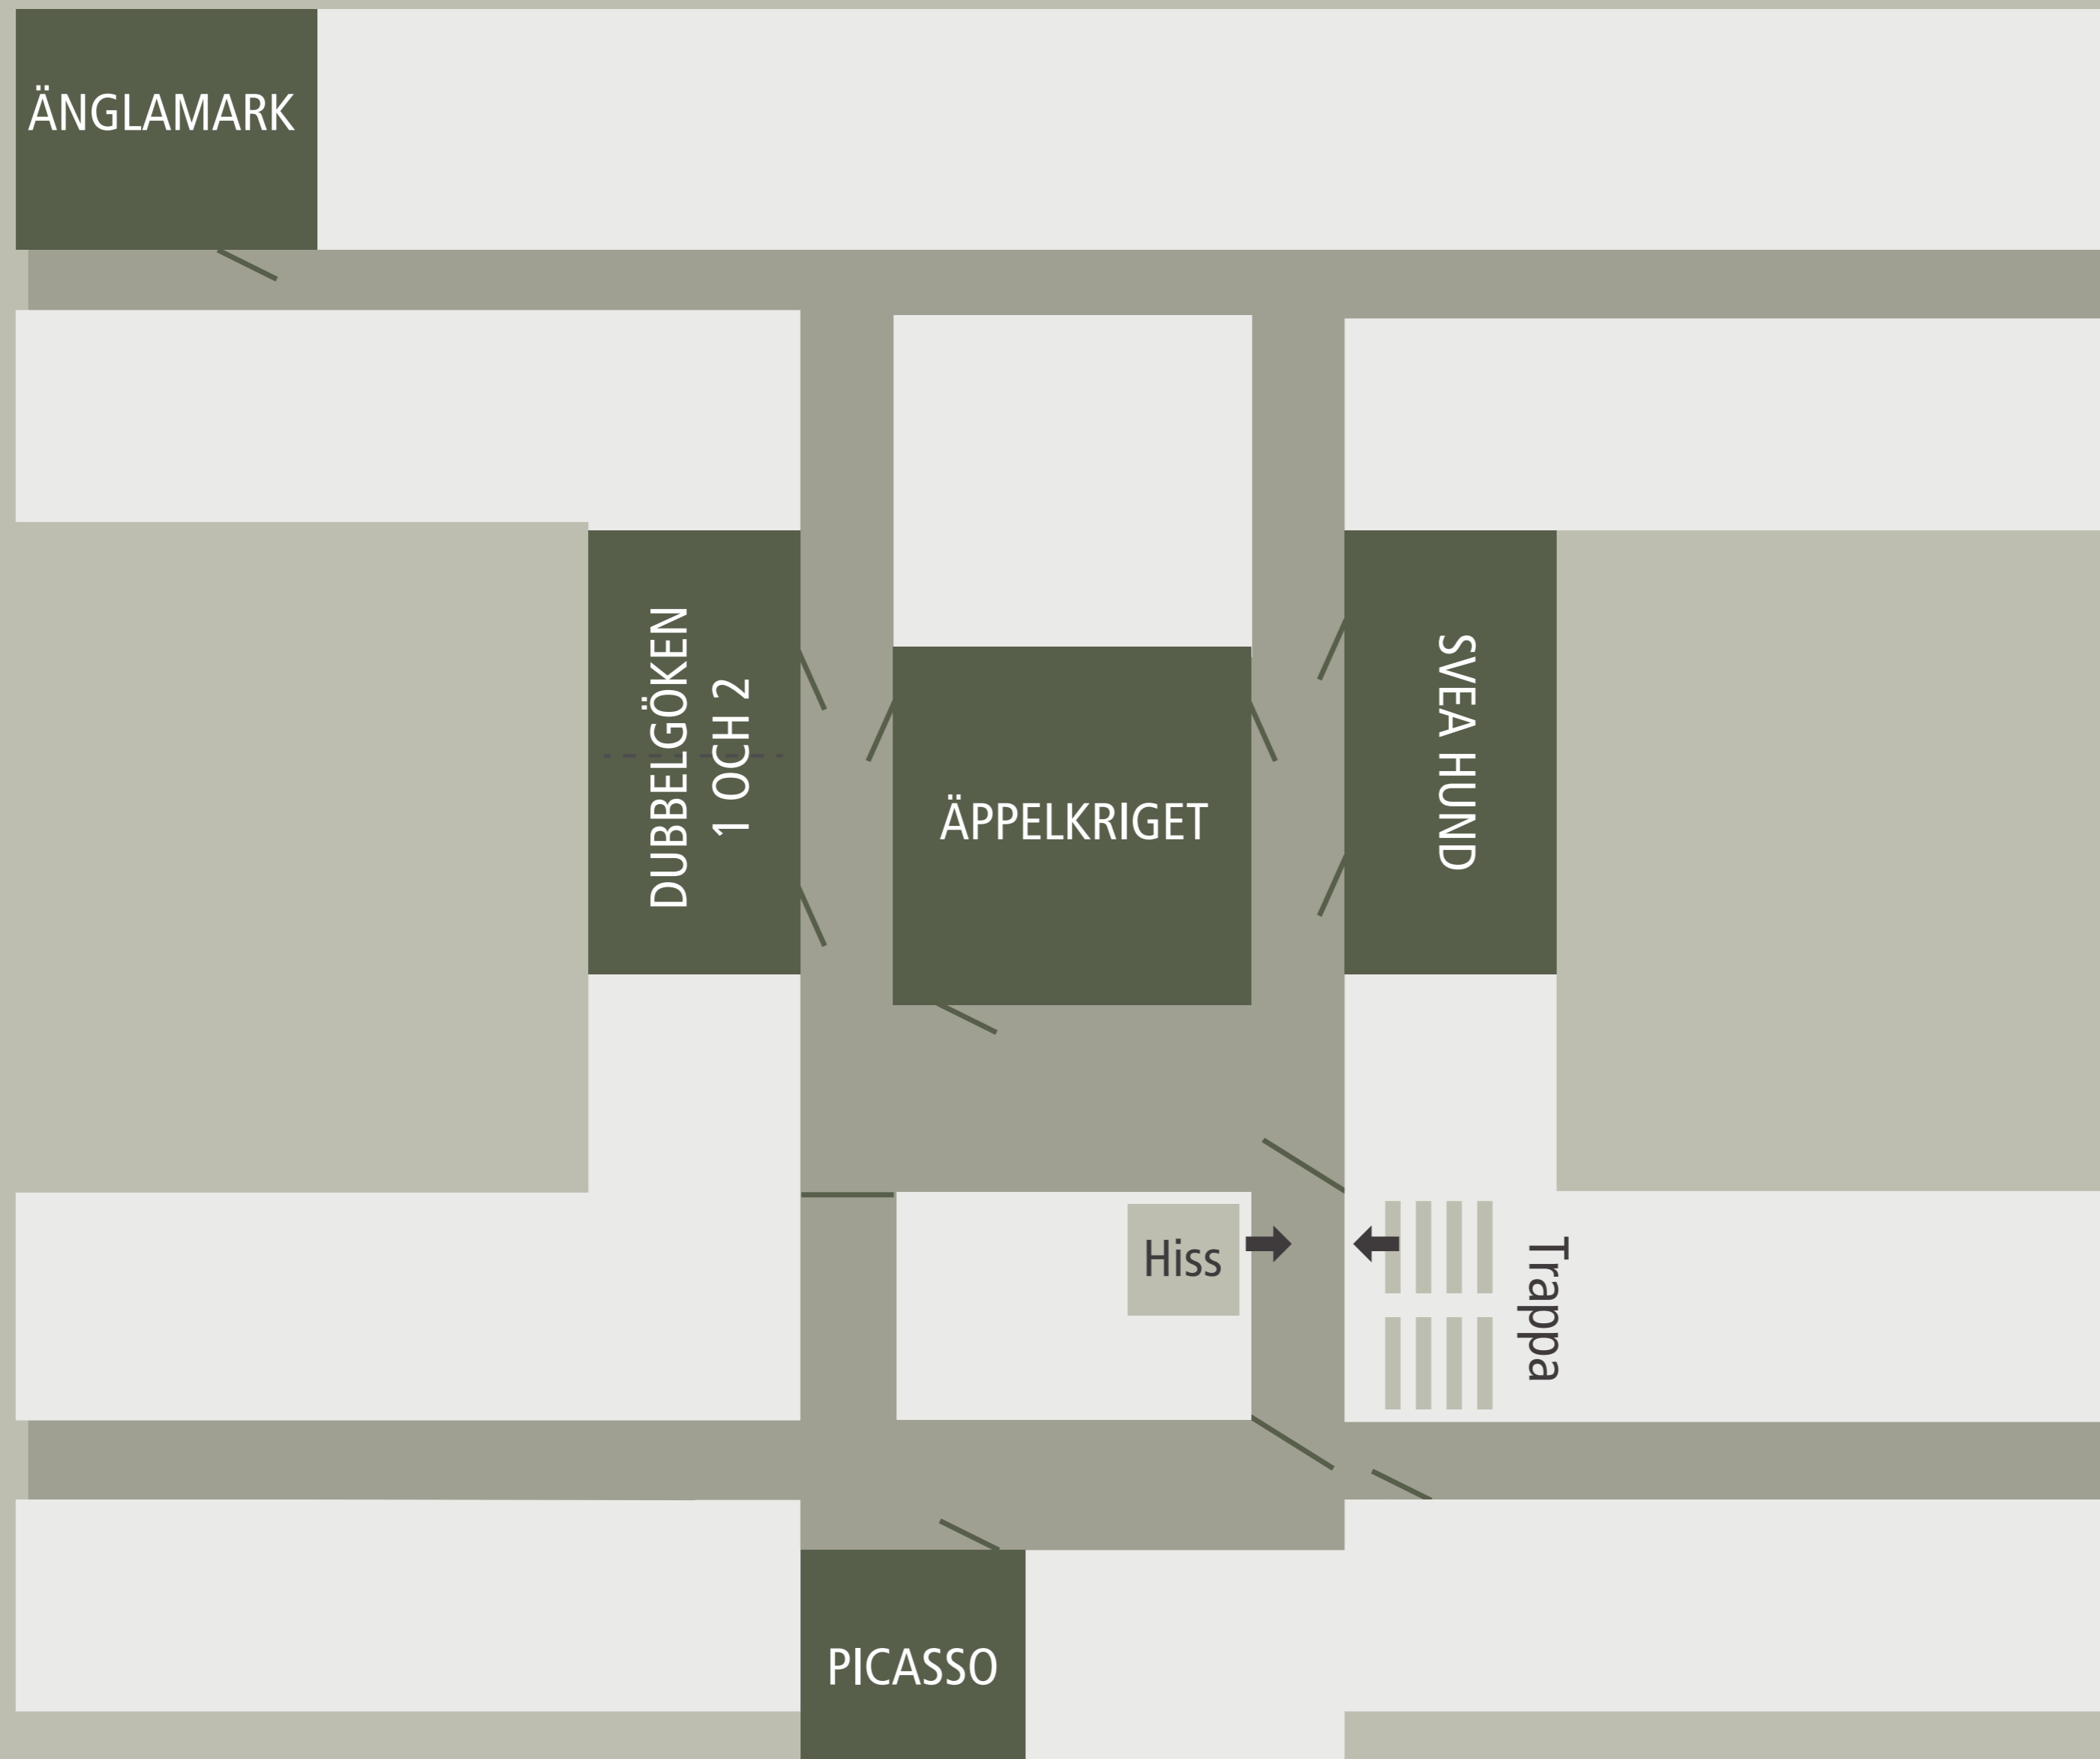 ÄNGLAMARK
DUBBELGÖKEN
1 OCH 2
ÄPPELKRIGET
SVEA HUND
Hiss
Trappa
PICASSO